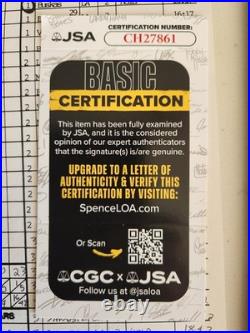 JSA
CERTIFICATION NUMBER:
CH27861
BASIC
CERTIFICATION
This item has been fully examined
by JSA, and it is the considered
opinion of our expert authenticators
that the signature(s) is/are genuine.
UPGRADE TO A LETTER OF
AUTHENTICITY & VERIFY THIS
CERTIFICATION BY VISITING:
SpenceLOA.com
Or Scan
CGC x JSA
Follow us at @jsaloa